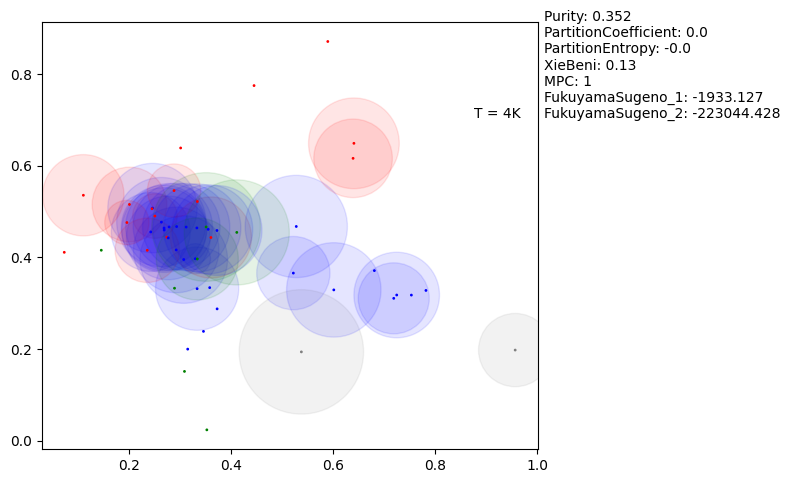 Purity: 0.352
PartitionCoefficient: 0.0
PartitionEntropy: -0.0
XieBeni: 0.13
MPC: 1
FukuyamaSugeno_1: -1933.127
FukuyamaSugeno_2: -223044.428
T = 4K
0.8
0.6
0.4
0.2
0.0
0.2
0.4
0.6
0.8
1.0